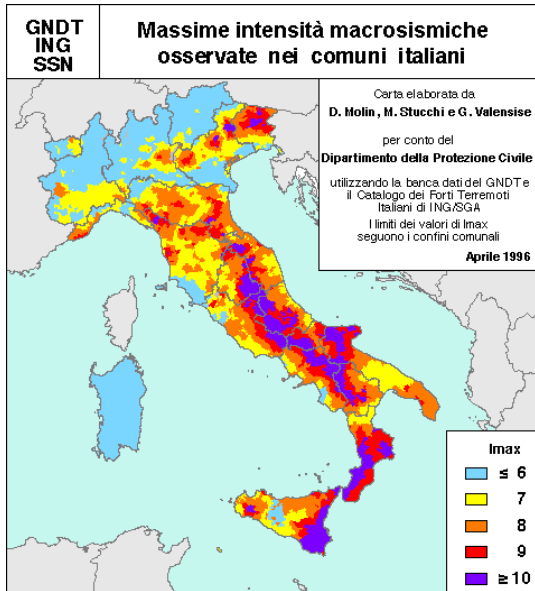 GNDT
ING
SSN
Massime intensità macrosismiche
osservate nei comuni italiani
Carta elaborata da
D. Molin, M. Stucchi e G. Valensise
per conto del
Dipartimento della Protezione Civile
utilizzando la banca dati del GNDT e
il Catalogo dei Forti Terremoti
Italiani di ING/SGA
I limiti dei valori di Imax
seguono i confini comunali
Aprile 1996
Imax
≤ 6
7
8
9
≥ 10